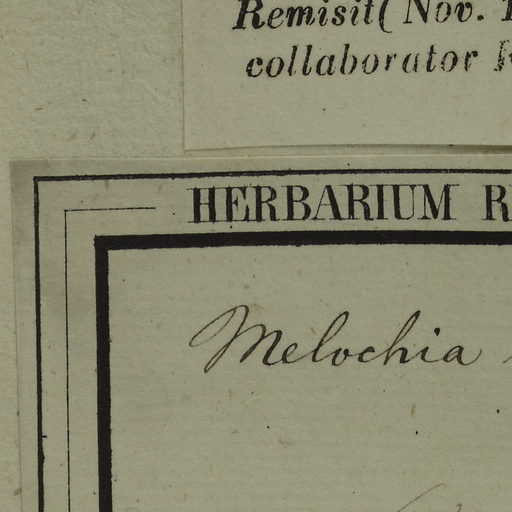 Remisit ( Nov.
collaborator
HERBARIUM
Melochia